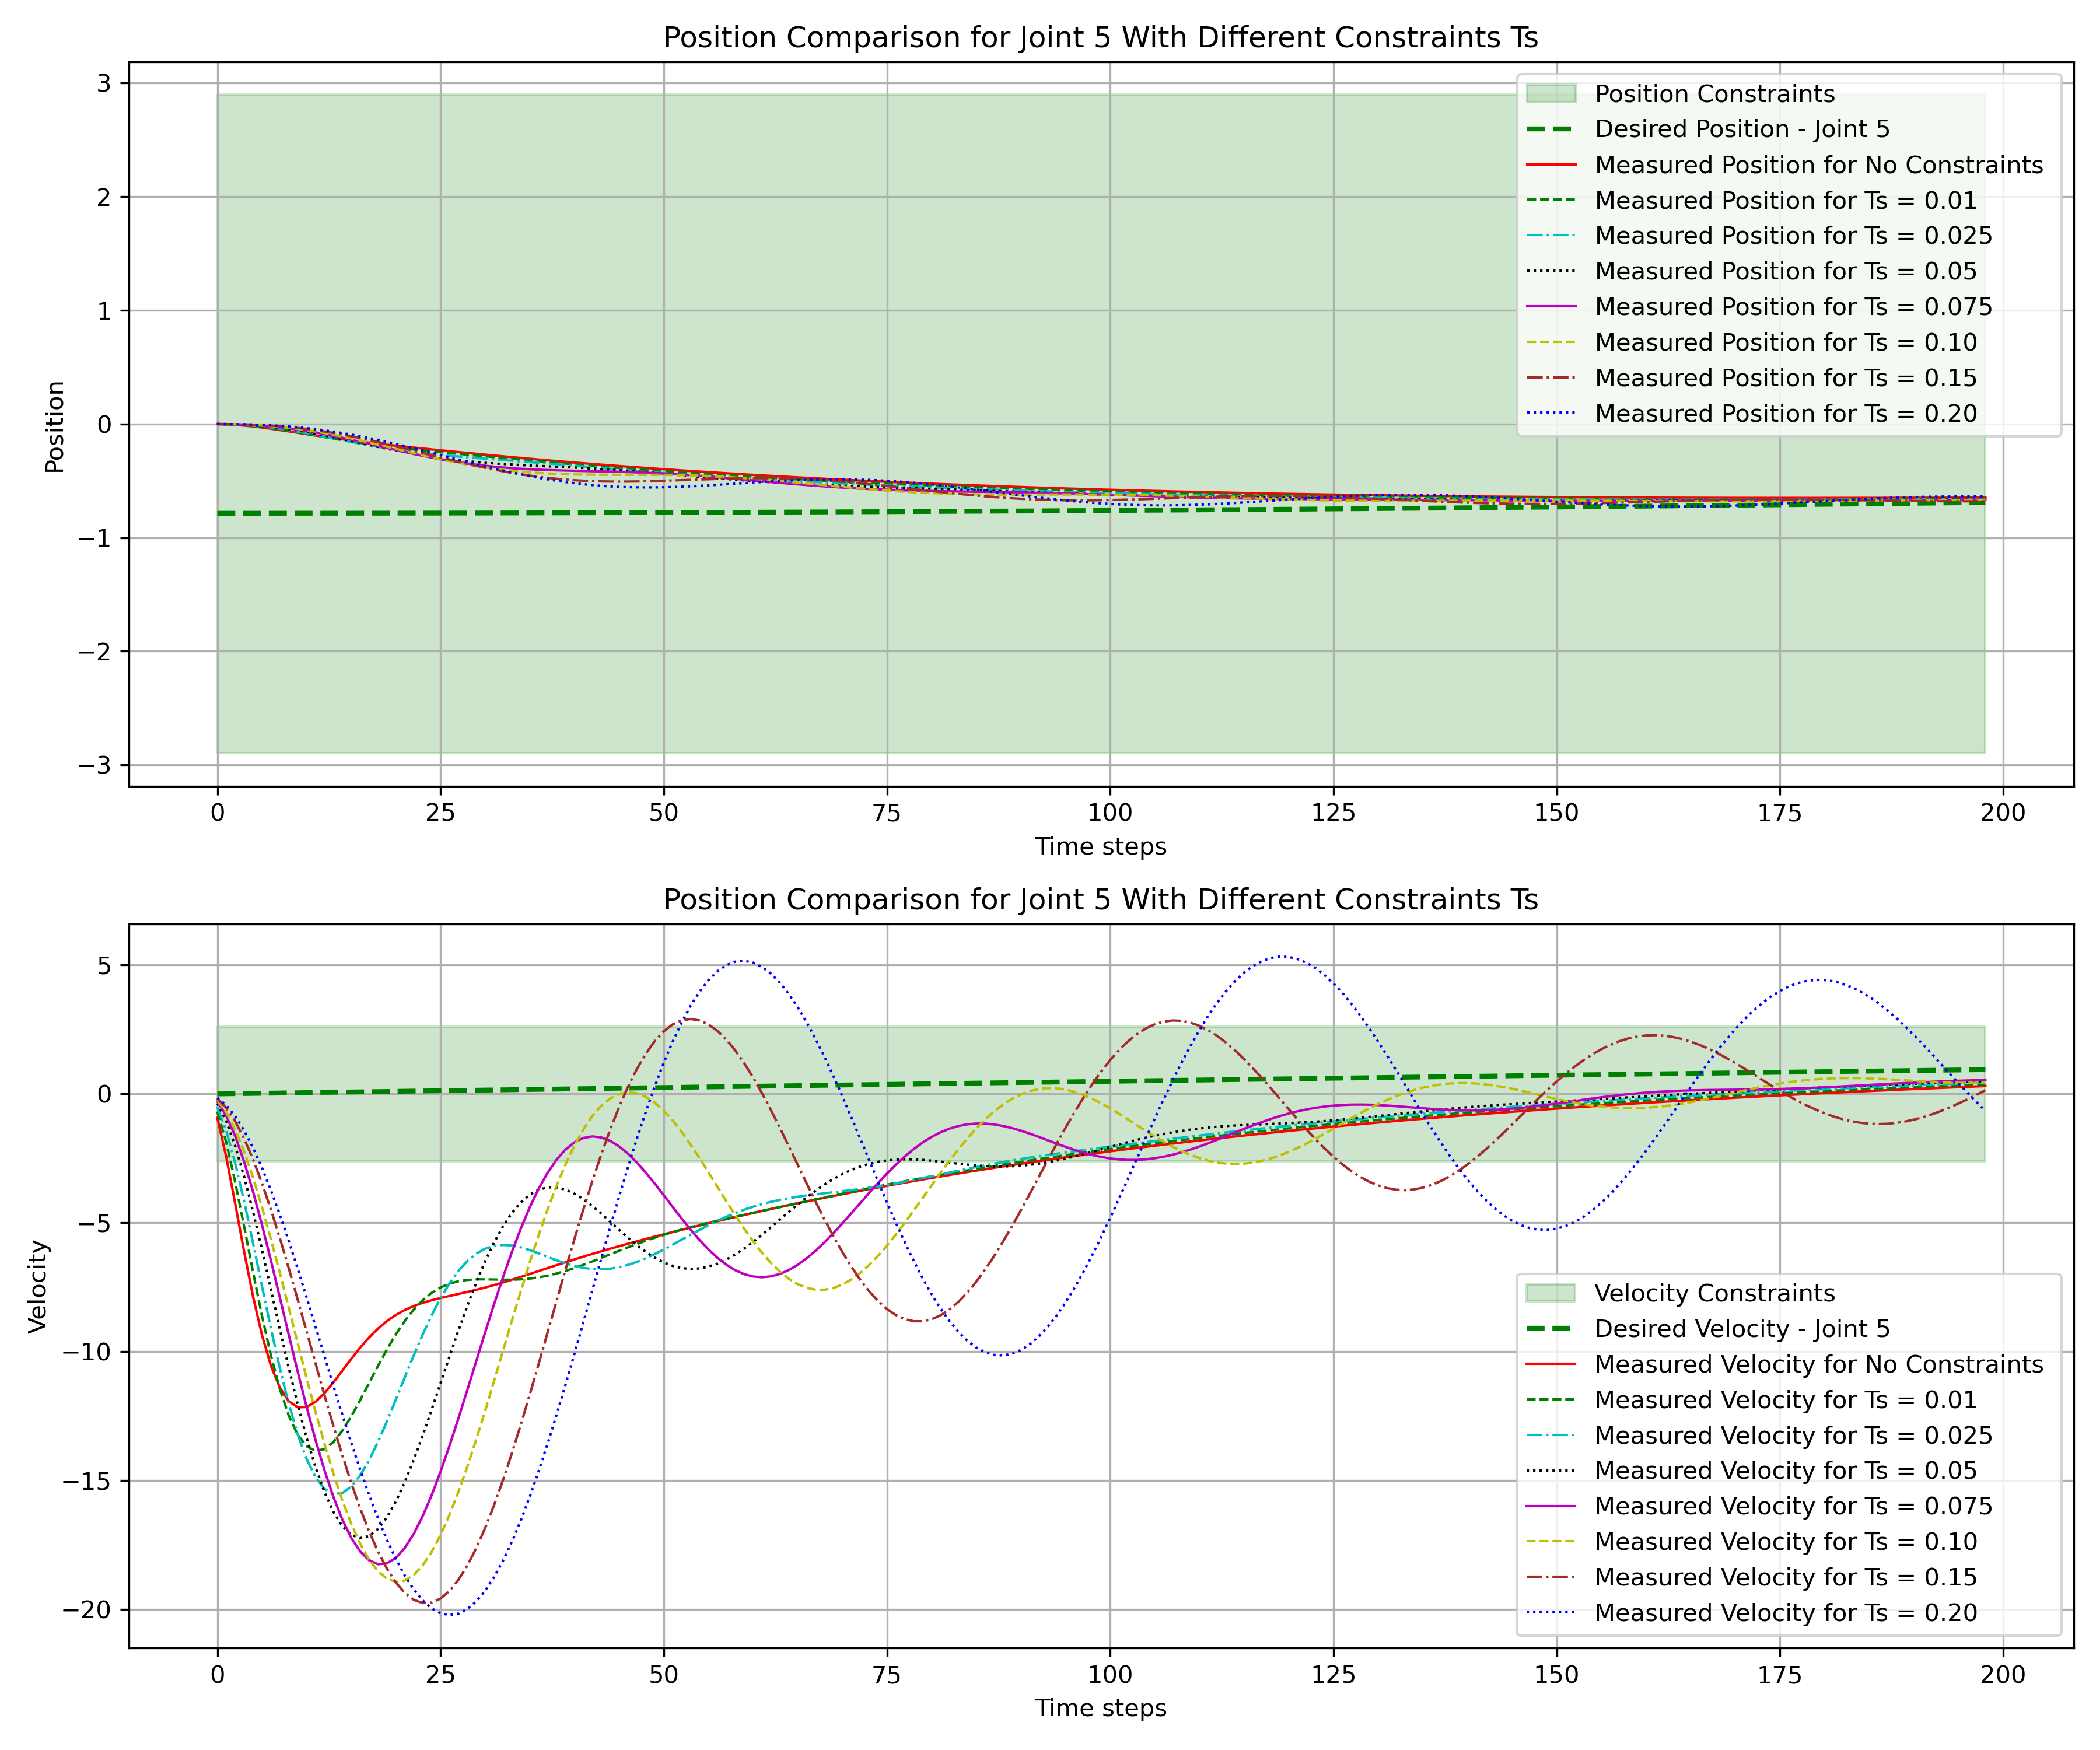 Position Comparison for Joint 5 With Different Constraints Ts
3
2
1
0
−1
−2
−3
Position
Position Constraints
Desired Position - Joint 5
Measured Position for No Constraints
Measured Position for Ts = 0.01
Measured Position for Ts = 0.025
Measured Position for Ts = 0.05
Measured Position for Ts = 0.075
Measured Position for Ts = 0.10
Measured Position for Ts = 0.15
Measured Position for Ts = 0.20
0 25 50 75 100 125 150 175 200
Time steps
Position Comparison for Joint 5 With Different Constraints Ts
5
0
−5
−10
−15
−20
Velocity
Velocity Constraints
Desired Velocity - Joint 5
Measured Velocity for No Constraints
Measured Velocity for Ts = 0.01
Measured Velocity for Ts = 0.025
Measured Velocity for Ts = 0.05
Measured Velocity for Ts = 0.075
Measured Velocity for Ts = 0.10
Measured Velocity for Ts = 0.15
Measured Velocity for Ts = 0.20
0 25 50 75 100 125 150 175 200
Time steps